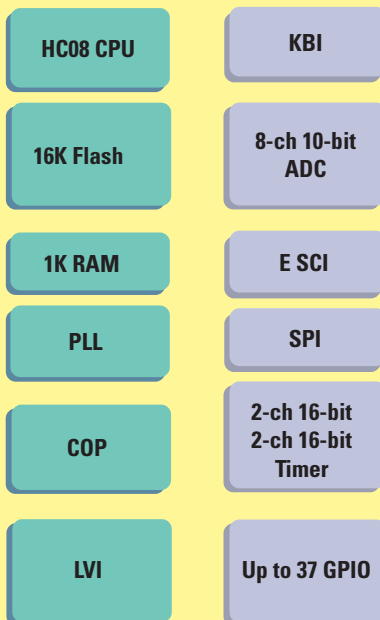 HC08 CPU
KBI
16K Flash
8-ch 10-bit
ADC
1K RAM
E SCI
PLL
SPI
COP
2-ch 16-bit
2-ch 16-bit
Timer
LVI
Up to 37 GPIO